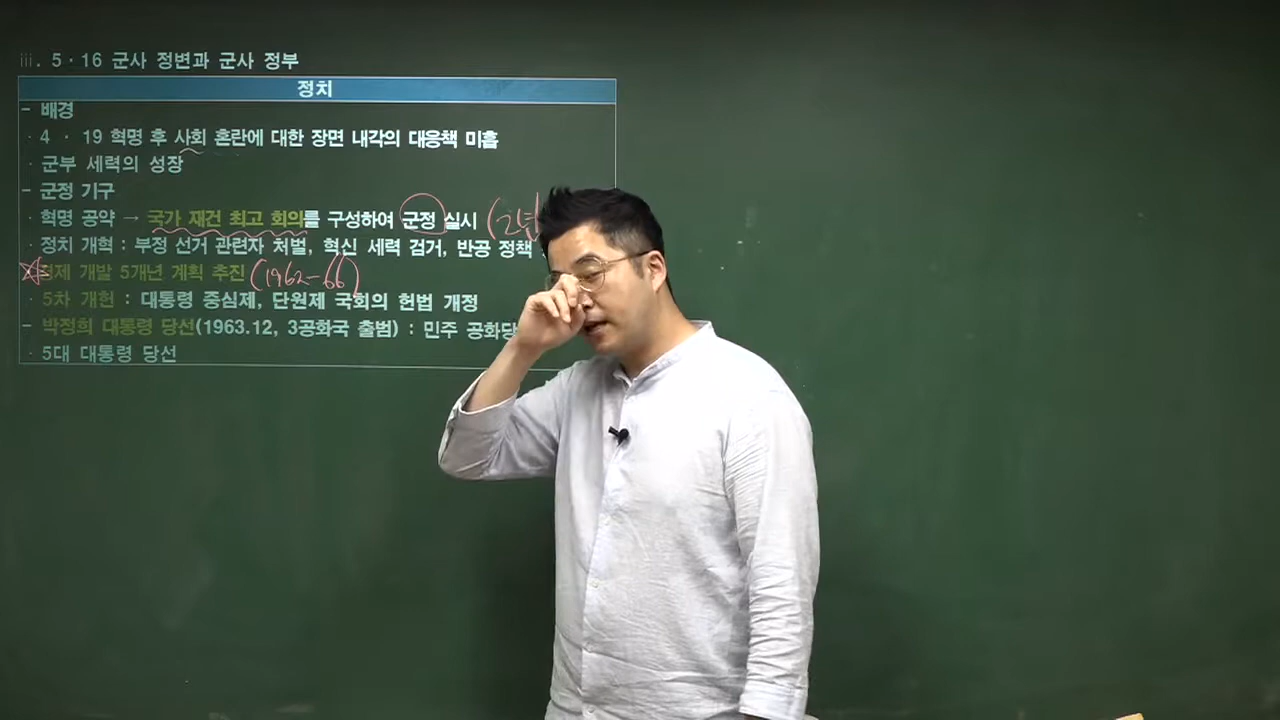 ⅲ. 5·16 군사 정변과 군사 정부
정치
- 배경
· 4 · 19 혁명 후 사회 혼란에 대한 장면 내각의 대응책 미흡
· 군부 세력의 성장
- 군정 기구
· 혁명 공약 → 국가 재건 최고 회의를 구성하여 군정 실시 (2년
· 정치 개혁 : 부정 선거 관련자 처벌, 혁신 세력 검거, 반공 정책
경제 개발 5개년 계획 추진 (1962-66)
· 5차 개헌 : 대통령 중심제, 단원제 국회의 헌법 개정
- 박정희 대통령 당선(1963.12, 3공화국 출범) : 민주 공화당
· 5대 대통령 당선